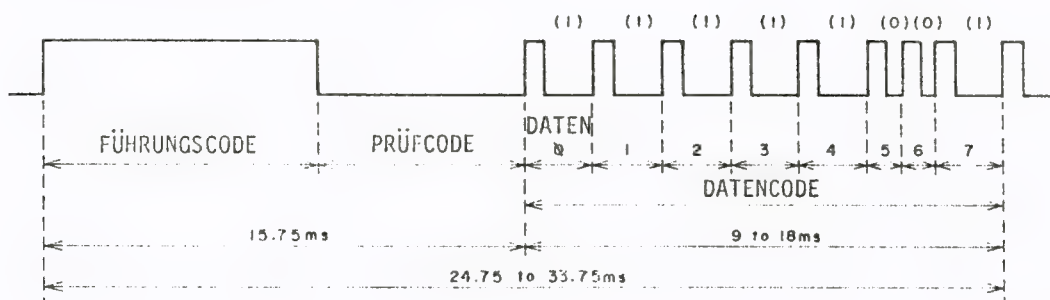 (1) (1) (1) (1) (1) (0) (0) (1)
FÜHRUNGSCODE PRÜFCODE DATEN
0 1 2 3 4 5 6 7
DATENCODE
15.75ms 9 to 18ms
24.75 to 33.75ms